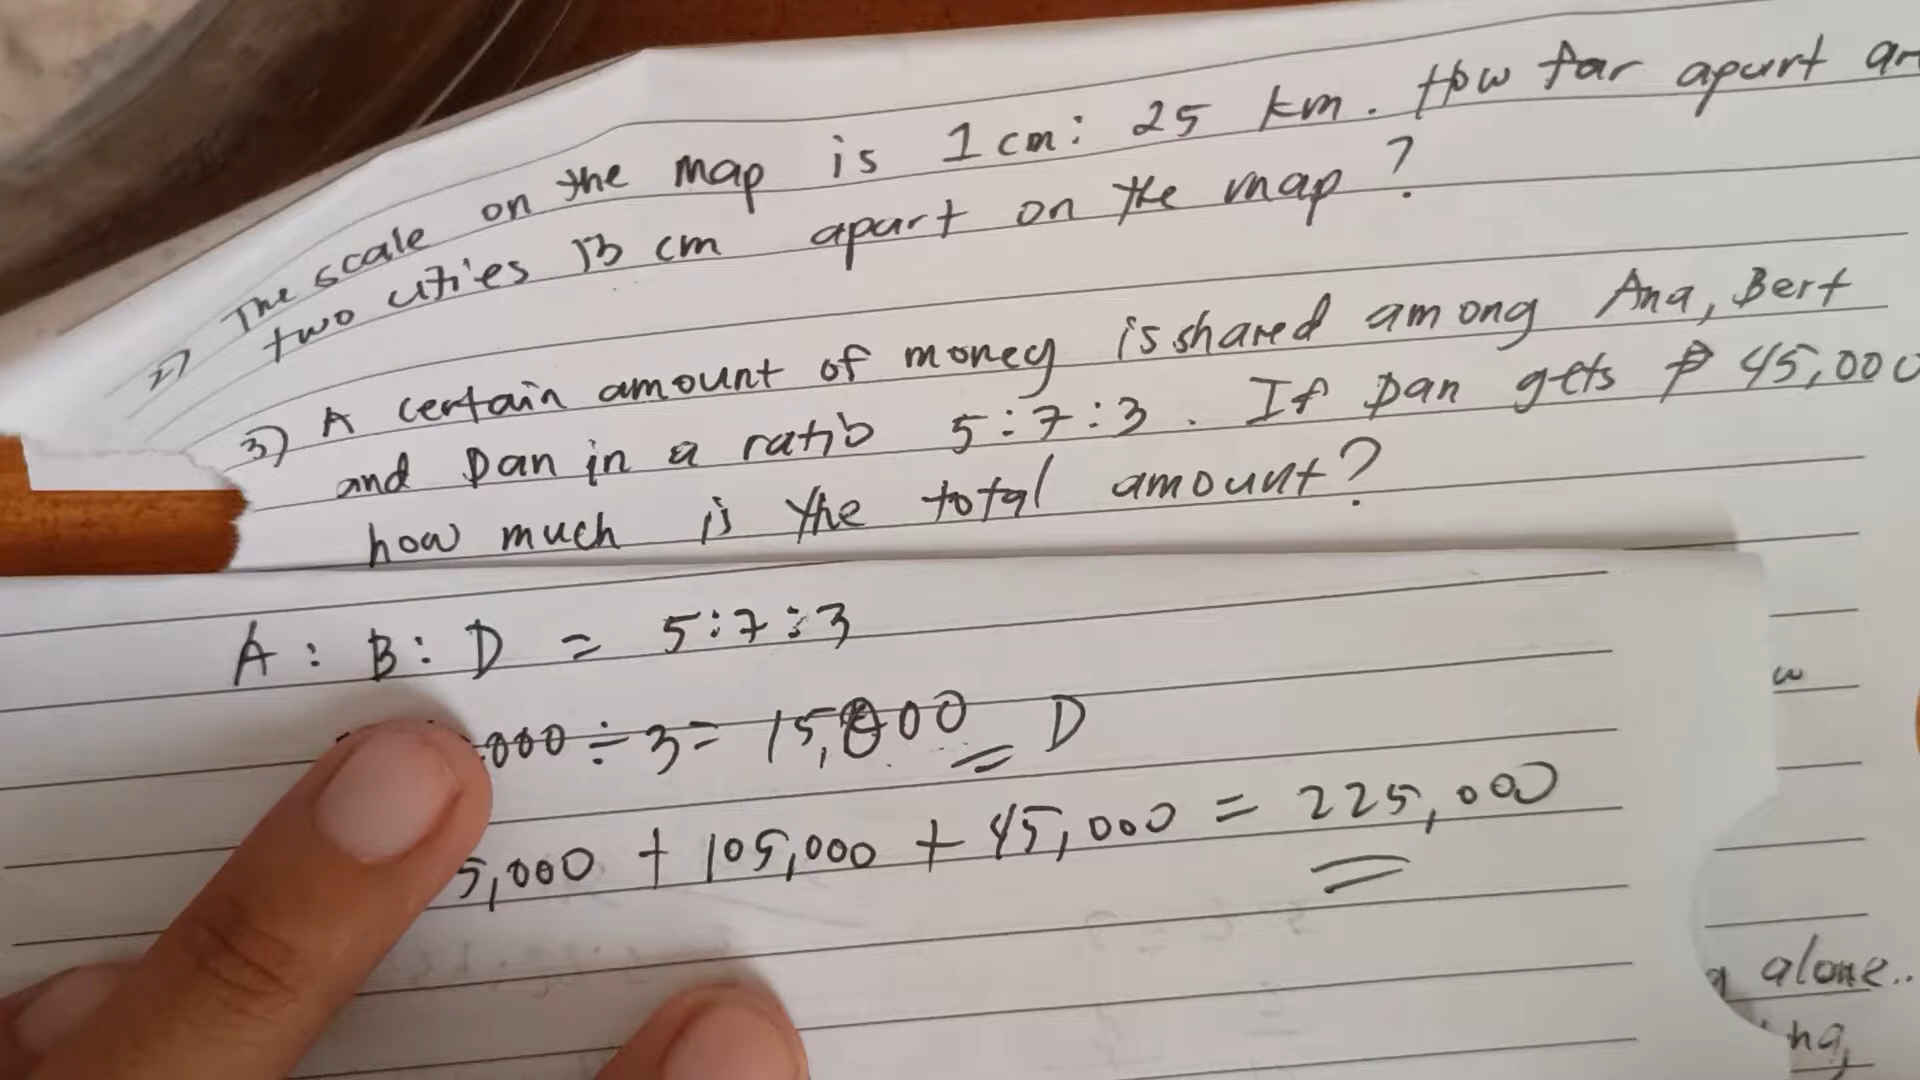 2) The scale on the map is 1 cm : 25 km . How far apart
two cities 13 cm apart on the map ?
3) A certain amount of money is shared among Ana, Bert
and Dan in a ratio 5 : 7 : 3 . If Dan gets ₱ 45,000
how much is the total amount ?
A : B : D = 5 : 7 : 3
000 ÷ 3 = 15,000 D
5,000 + 105,000 + 45,000 = 225,000
w
alone..